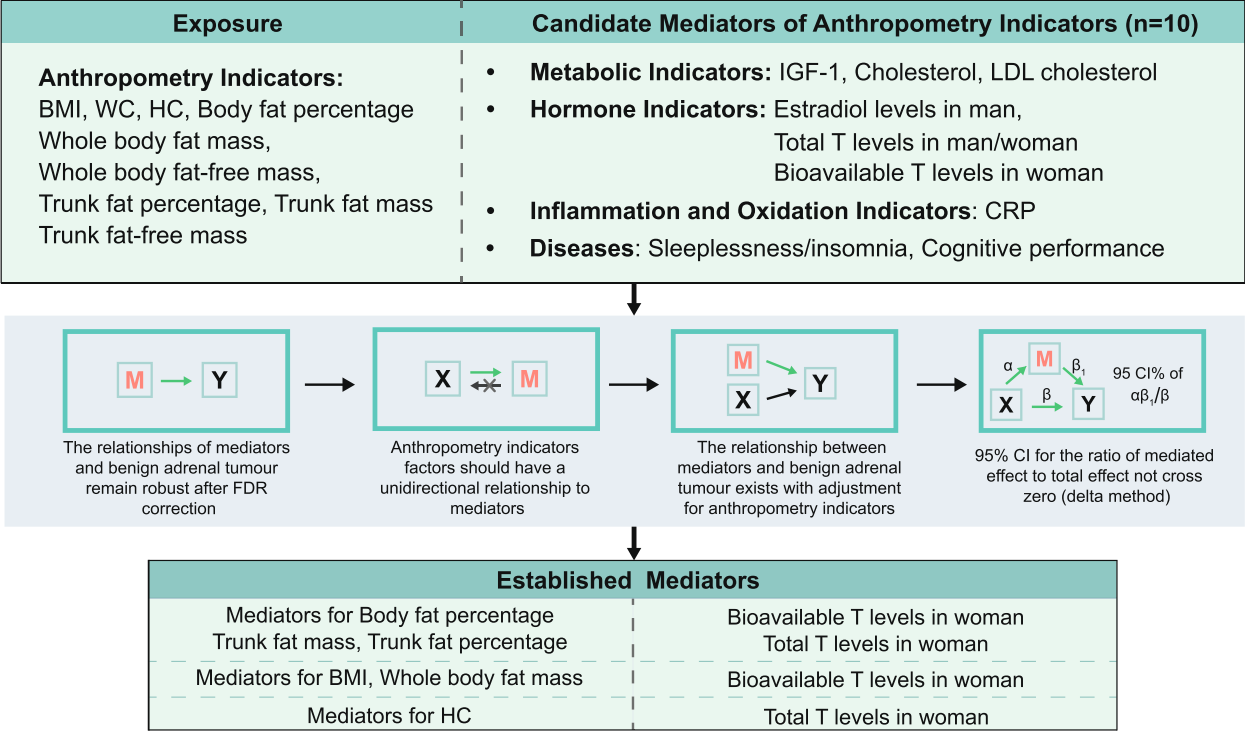 Exposure
Anthropometry Indicators:
BMI, WC, HC, Body fat percentage
Whole body fat mass,
Whole body fat-free mass,
Trunk fat percentage, Trunk fat mass
Trunk fat-free mass
Candidate Mediators of Anthropometry Indicators (n=10)
• Metabolic Indicators: IGF-1, Cholesterol, LDL cholesterol
• Hormone Indicators: Estradiol levels in man,
Total T levels in man/woman
Bioavailable T levels in woman
• Inflammation and Oxidation Indicators: CRP
• Diseases: Sleeplessness/insomnia, Cognitive performance
M Y
The relationships of mediators
and benign adrenal tumour
remain robust after FDR
correction
X M
Anthropometry indicators
factors should have a
unidirectional relationship to
mediators
M
X
Y
The relationship between
mediators and benign adrenal
tumour exists with adjustment
for anthropometry indicators
α M β₁
X β Y
95 CI% of
αβ₁/β
95% CI for the ratio of mediated
effect to total effect not cross
zero (delta method)
Established Mediators
Mediators for Body fat percentage
Trunk fat mass, Trunk fat percentage
Bioavailable T levels in woman
Total T levels in woman
Mediators for BMI, Whole body fat mass
Bioavailable T levels in woman
Mediators for HC
Total T levels in woman